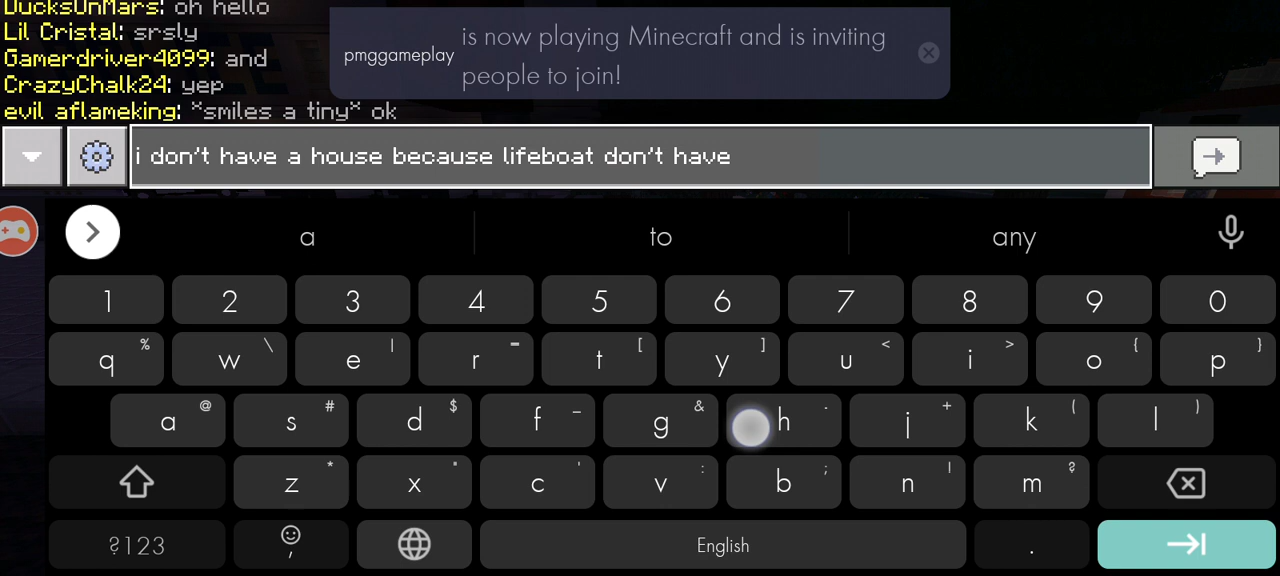 DucksOnMars: oh hello
Lil Cristal: srsly
Gamerdriver4099: and
CrazyChalk24: yep
evil aflameking: *smiles a tiny* ok
pmggameplay is now playing Minecraft and is inviting
people to join!
i don't have a house because lifeboat don't have
a to any
1 2 3 4 5 6 7 8 9 0
q % w \ e | r = t [ y ] u < i > o { p }
a @ s # d $ f _ g & h - j + k ( l )
z * x " c ' v : b ; n ! m ?
?123 , English .